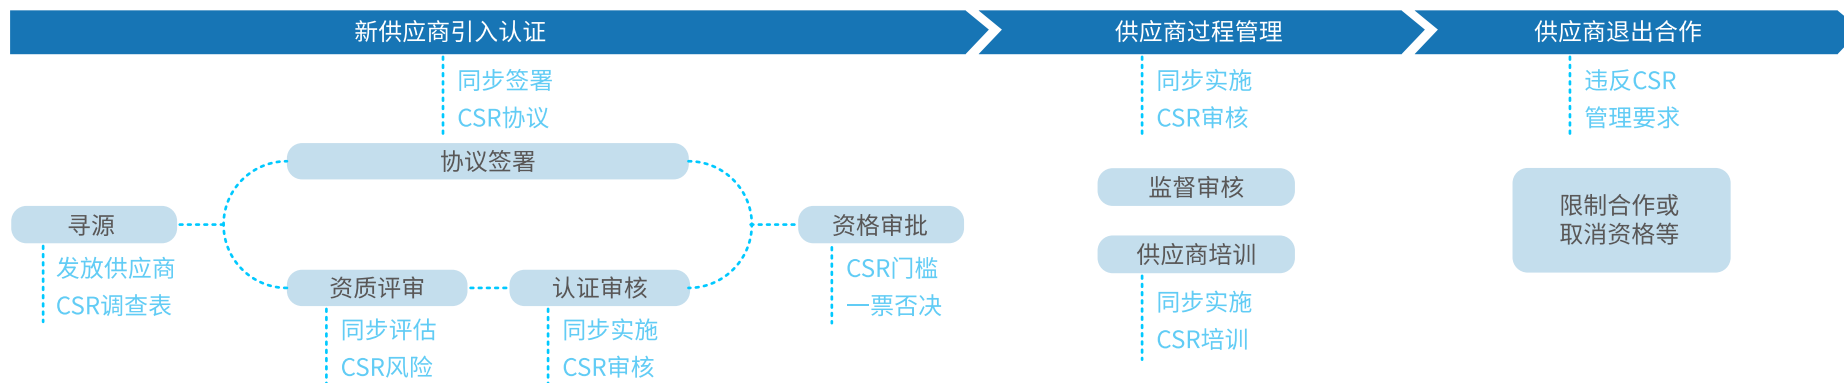 新供应商引入认证
供应商过程管理
供应商退出合作
同步签署
CSR协议
协议签署
寻源
发放供应商
CSR调查表
资质评审
同步评估
CSR风险
认证审核
同步实施
CSR审核
资格审批
CSR门槛
一票否决
同步实施
CSR审核
监督审核
供应商培训
同步实施
CSR培训
违反CSR
管理要求
限制合作或
取消资格等